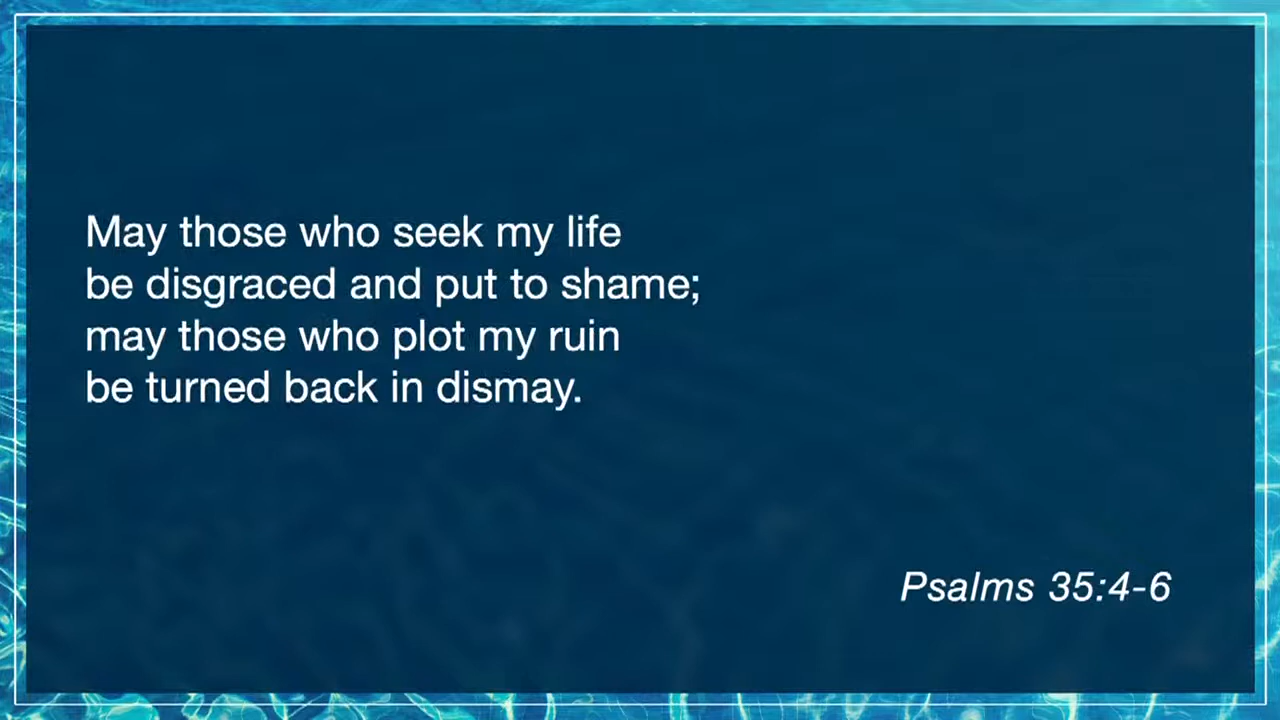 May those who seek my life
be disgraced and put to shame;
may those who plot my ruin
be turned back in dismay.
Psalms 35:4-6